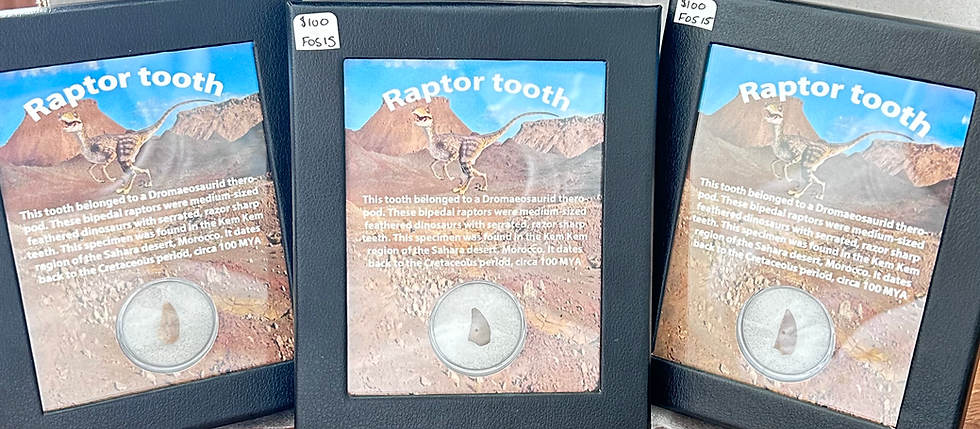 Raptor tooth
This tooth belonged to a Dromaeosaurid thero-
pod. These bipedal raptors were medium-sized
feathered dinosaurs with serrated, razor sharp
teeth. This specimen was found in the Kem Kem
region of the Sahara desert, Morocco. It dates
back to the Cretaceous period, circa 100 MYA
$100
FOS15
Raptor tooth
This tooth belonged to a Dromaeosaurid thero-
pod. These bipedal raptors were medium-sized
feathered dinosaurs with serrated, razor sharp
teeth. This specimen was found in the Kem Kem
region of the Sahara desert, Morocco. It dates
back to the Cretaceous period, circa 100 MYA
$100
FOS15
Raptor tooth
This tooth belonged to a Dromaeosaurid thero-
pod. These bipedal raptors were medium-sized
feathered dinosaurs with serrated, razor sharp
teeth. This specimen was found in the Kem Kem
region of the Sahara desert, Morocco. It dates
back to the Cretaceous period, circa 100 MYA